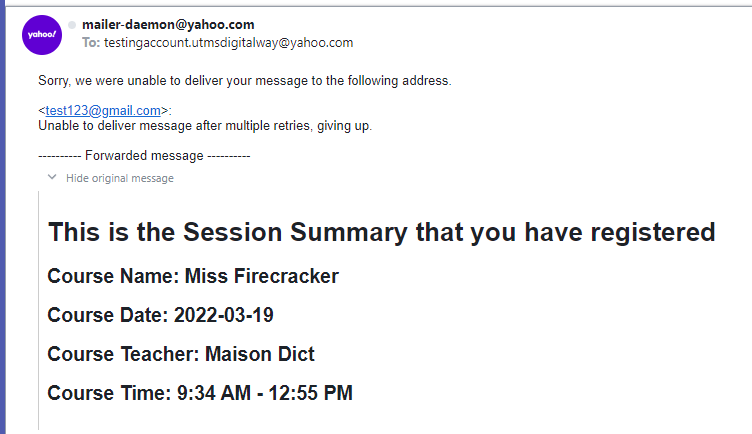 yahoo!
mailer-daemon@yahoo.com
To: testingaccount.utmsdigitalway@yahoo.com
Sorry, we were unable to deliver your message to the following address.
<test123@gmail.com>:
Unable to deliver message after multiple retries, giving up.
---------- Forwarded message ----------
Hide original message
This is the Session Summary that you have registered
Course Name: Miss Firecracker
Course Date: 2022-03-19
Course Teacher: Maison Dict
Course Time: 9:34 AM - 12:55 PM